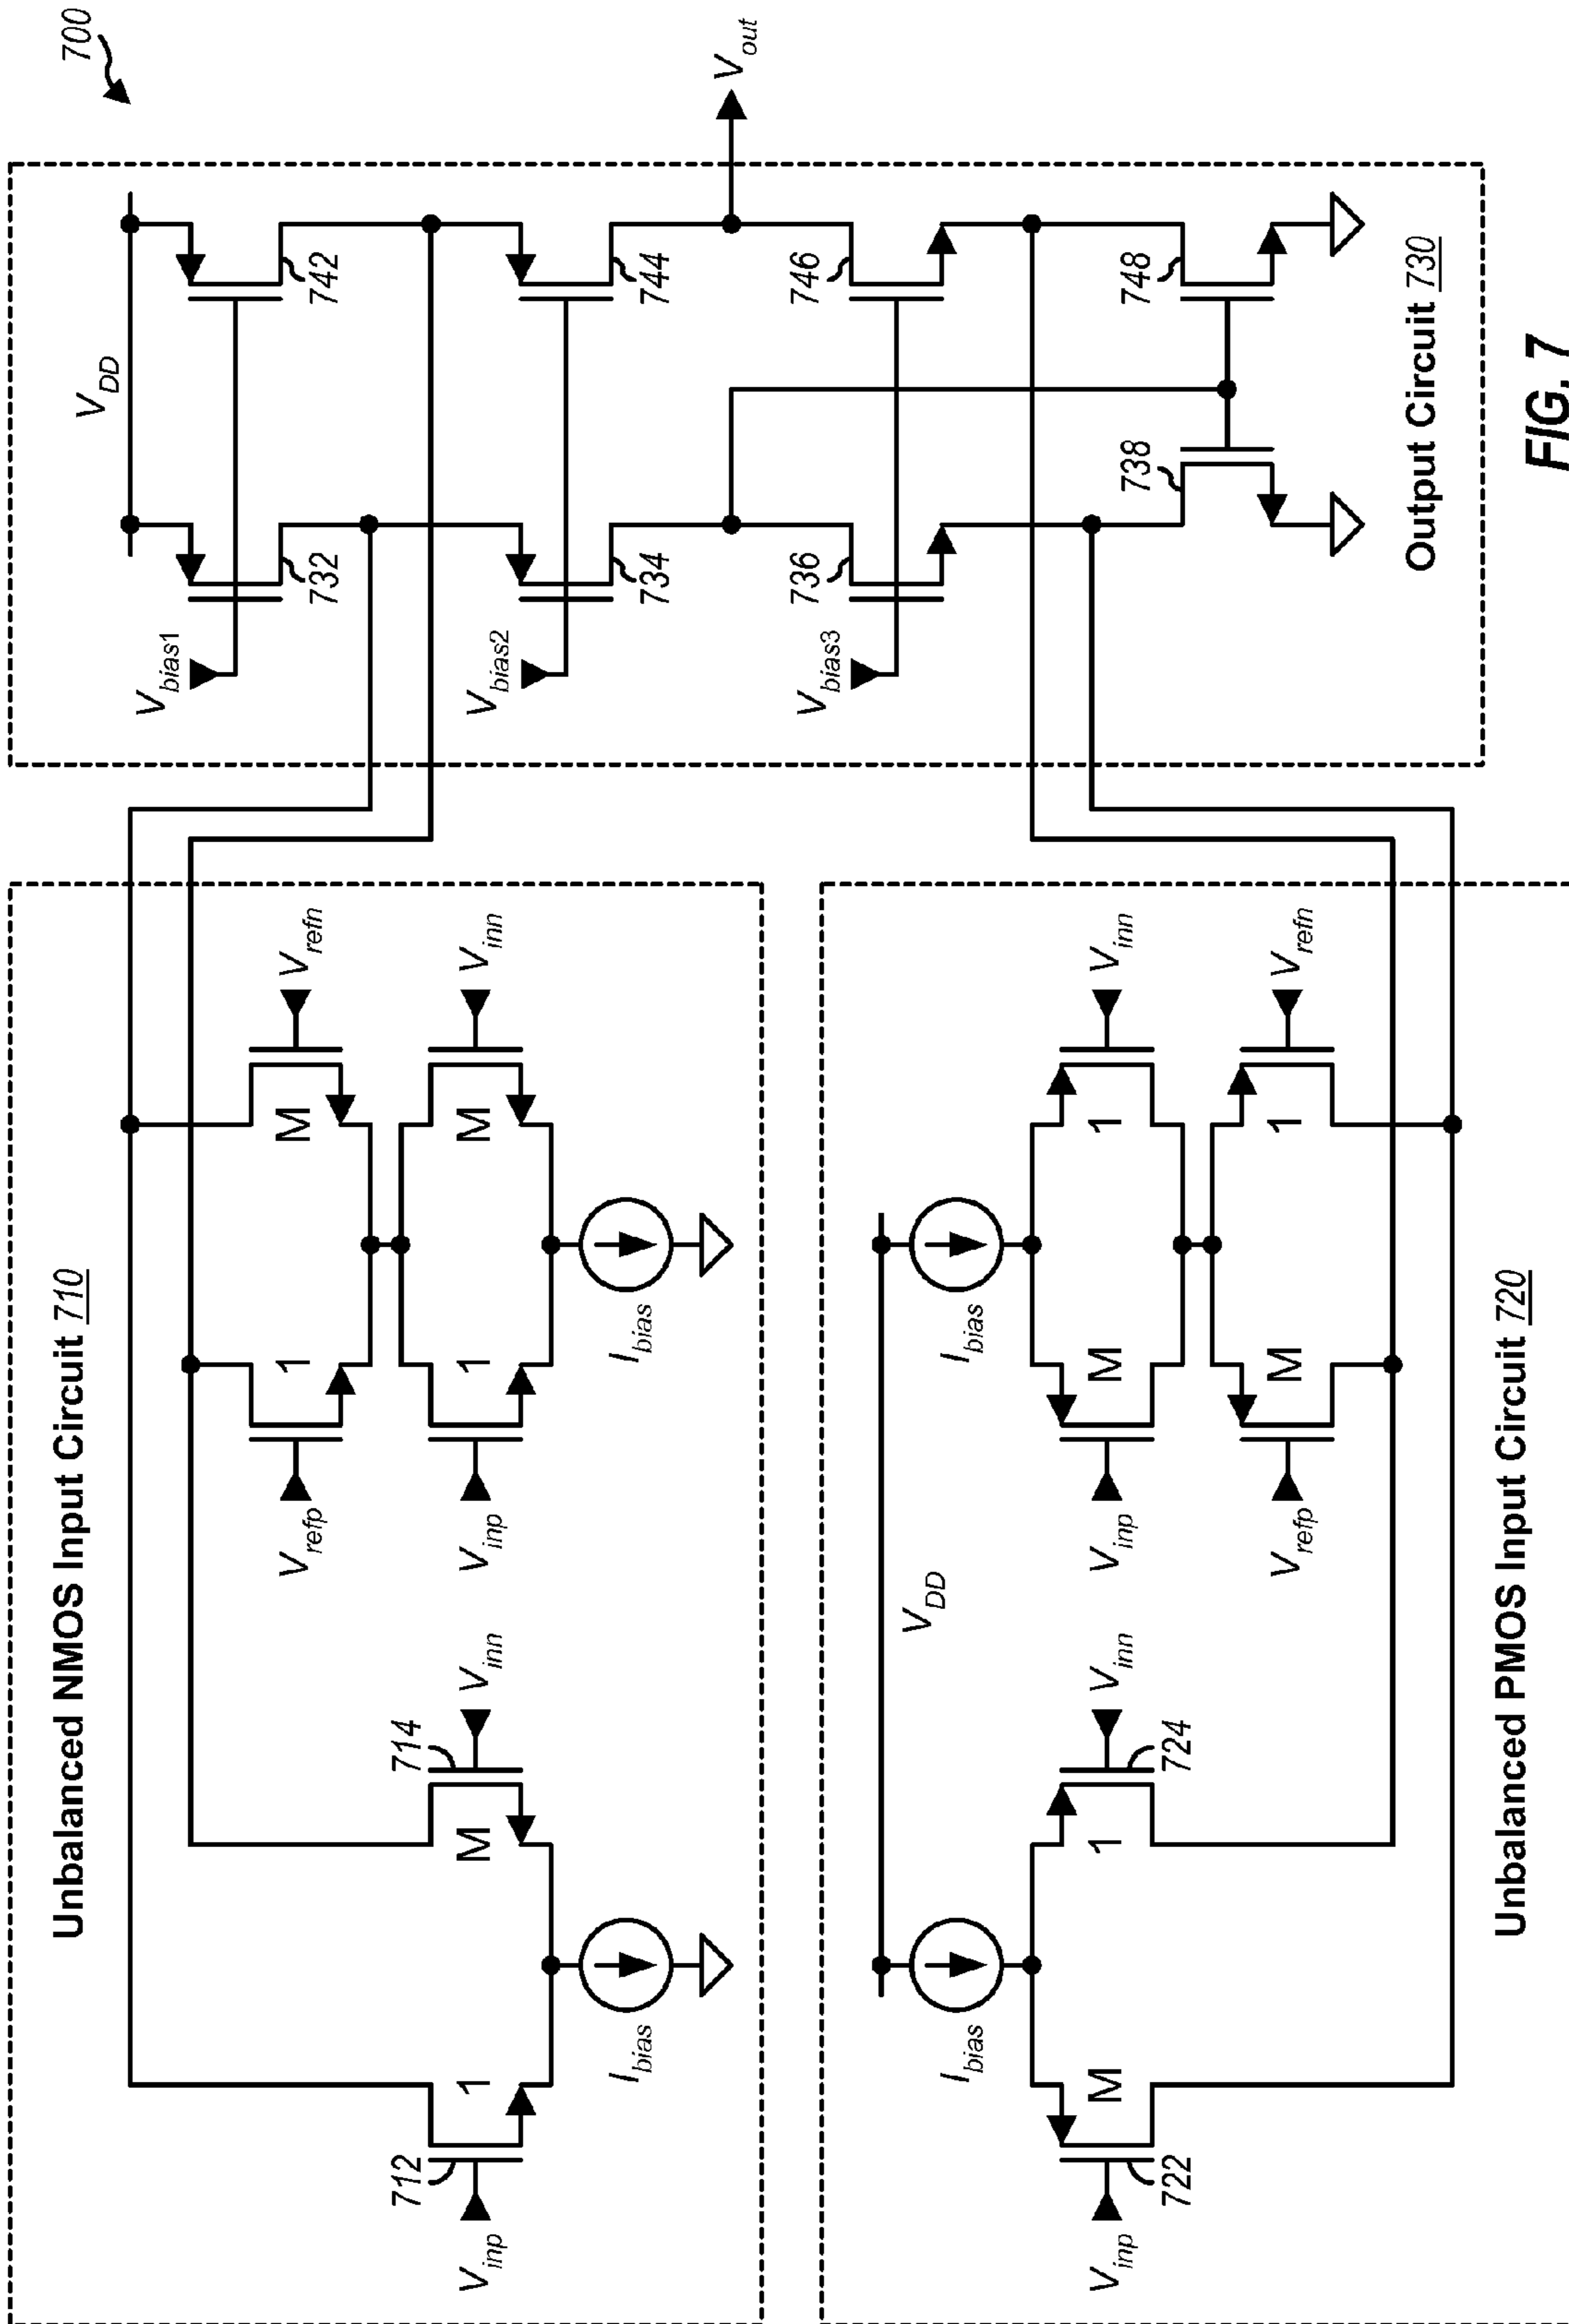 700
Unbalanced NMOS Input Circuit 710
V_DD
V_bias1
732
742
V_refp
1
M
V_refn
V_bias2
734
744
V_inp
712
1
M
714
V_inn
V_inp
1
M
V_inn
I_bias
I_bias
V_out
V_bias3
736
746
V_DD
I_bias
I_bias
V_inp
722
M
1
724
V_inn
V_inp
M
1
V_inn
738
748
V_refp
M
1
V_refn
Output Circuit 730
Unbalanced PMOS Input Circuit 720
FIG. 7